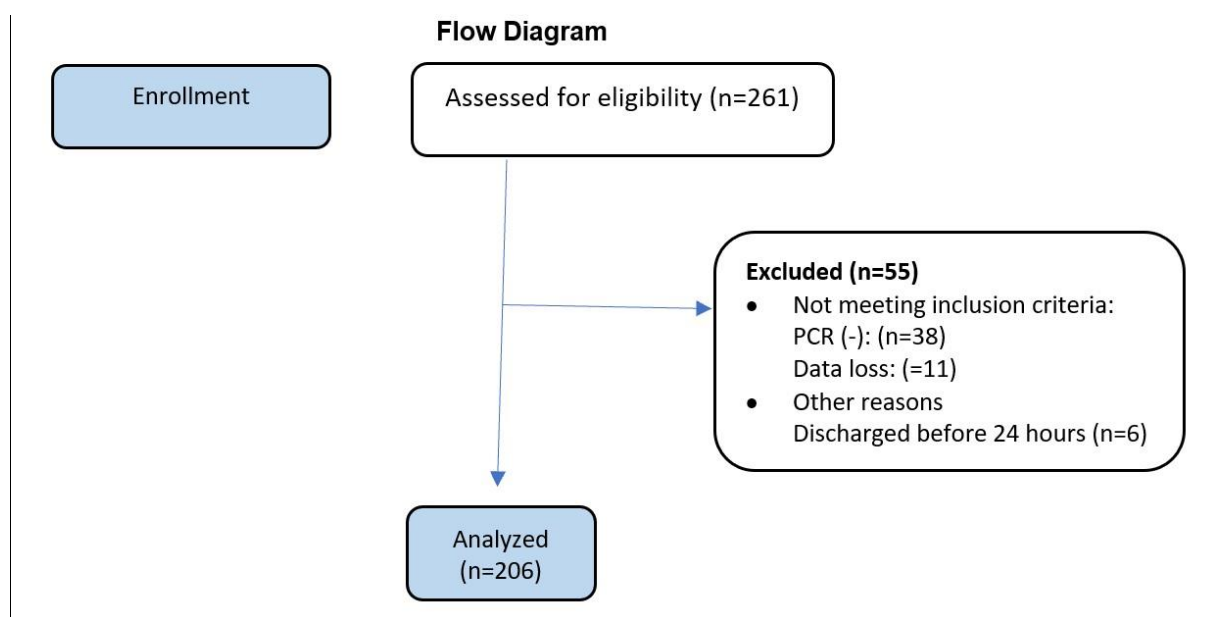 Flow Diagram
Enrollment
Assessed for eligibility (n=261)
Excluded (n=55)
• Not meeting inclusion criteria:
PCR (-): (n=38)
Data loss: (=11)
• Other reasons
Discharged before 24 hours (n=6)
Analyzed
(n=206)